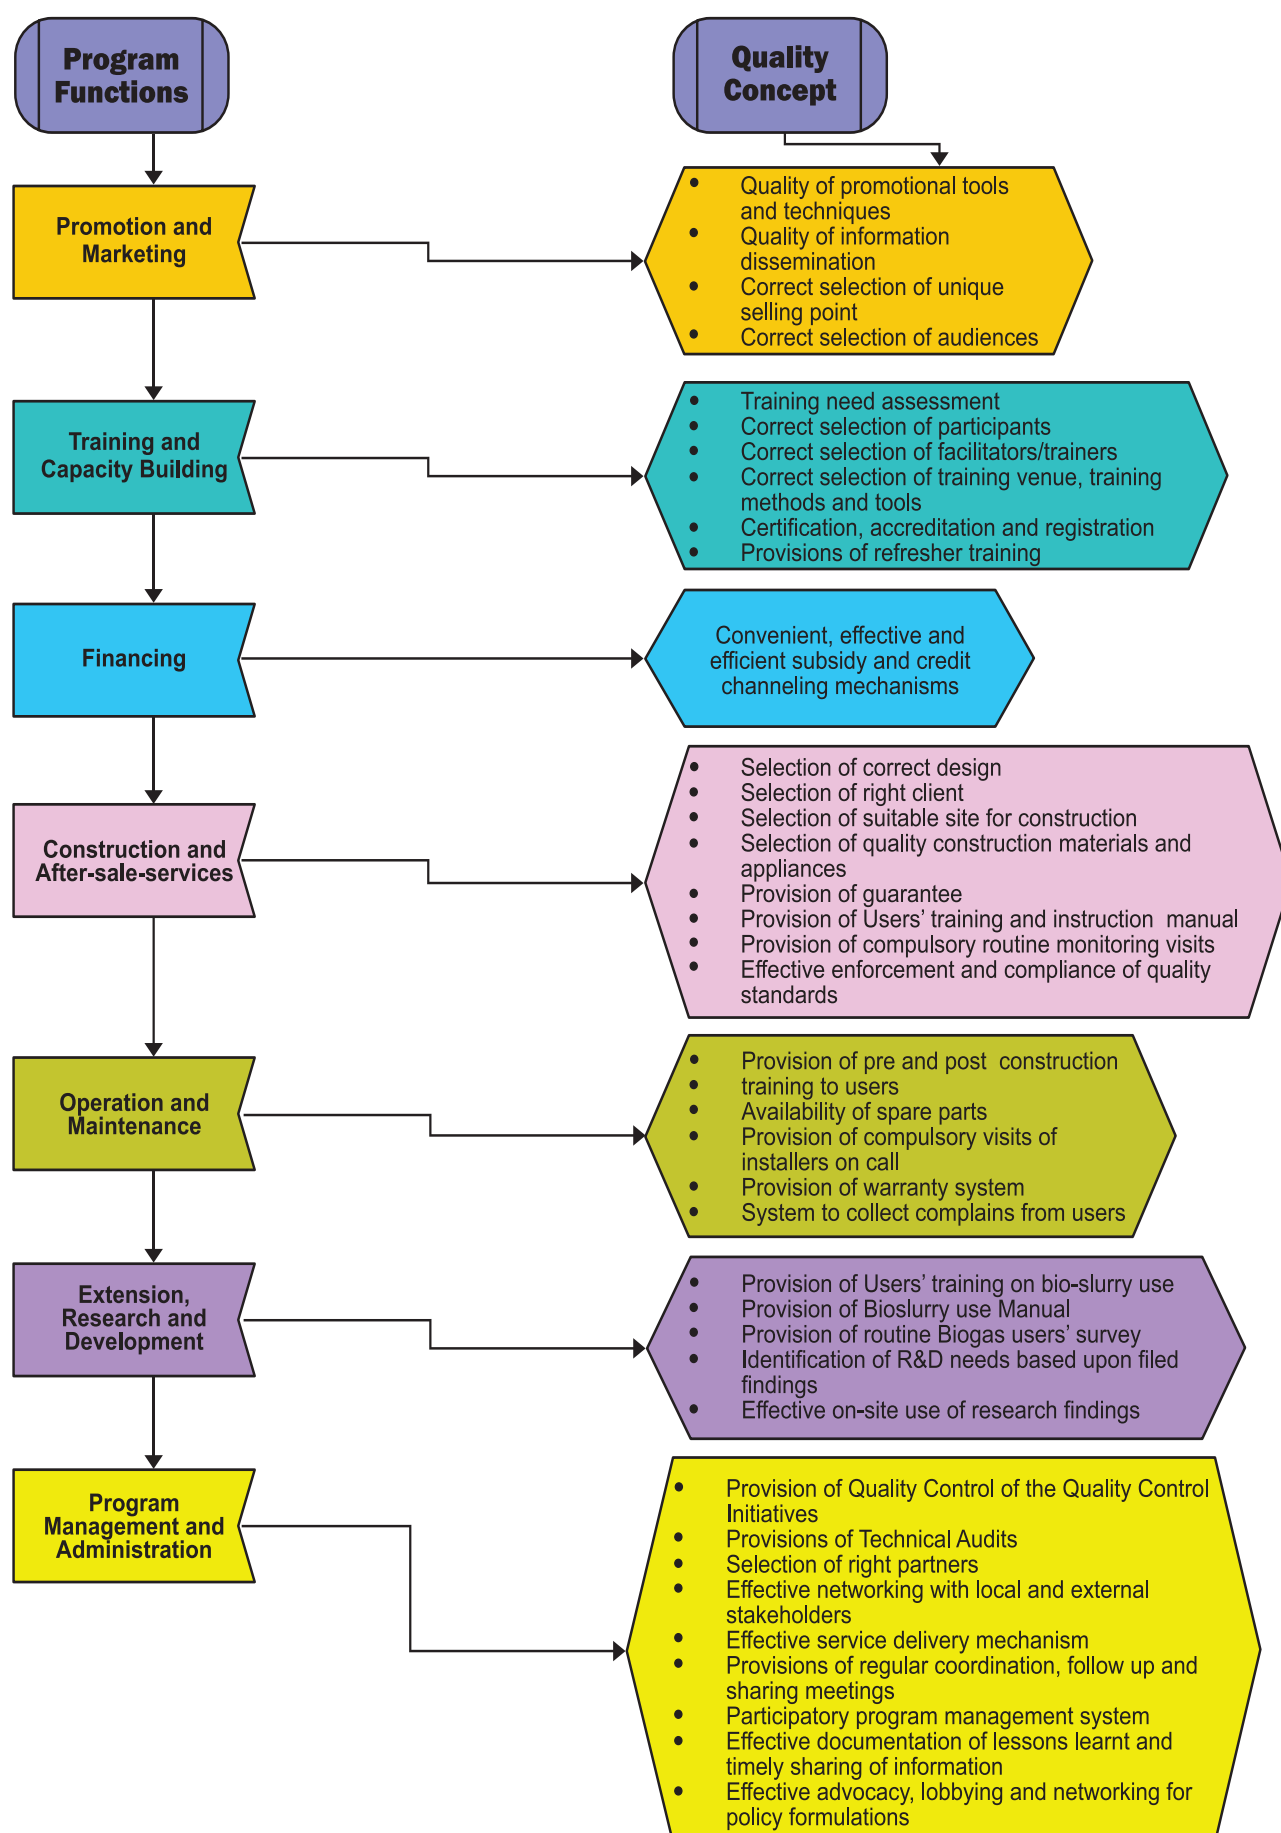 Program
Functions
Quality
Concept
Promotion and
Marketing
• Quality of promotional tools
and techniques
• Quality of information
dissemination
• Correct selection of unique
selling point
• Correct selection of audiences
Training and
Capacity Building
• Training need assessment
• Correct selection of participants
• Correct selection of facilitators/trainers
• Correct selection of training venue, training
methods and tools
• Certification, accreditation and registration
• Provisions of refresher training
Financing
Convenient, effective and
efficient subsidy and credit
channeling mechanisms
Construction and
After-sale-services
• Selection of correct design
• Selection of right client
• Selection of suitable site for construction
• Selection of quality construction materials and
appliances
• Provision of guarantee
• Provision of Users’ training and instruction manual
• Provision of compulsory routine monitoring visits
• Effective enforcement and compliance of quality
standards
Operation and
Maintenance
• Provision of pre and post construction
• training to users
• Availability of spare parts
• Provision of compulsory visits of
installers on call
• Provision of warranty system
• System to collect complains from users
Extension,
Research and
Development
• Provision of Users’ training on bio-slurry use
• Provision of Bioslurry use Manual
• Provision of routine Biogas users’ survey
• Identification of R&D needs based upon filed
findings
• Effective on-site use of research findings
Program
Management and
Administration
• Provision of Quality Control of the Quality Control
Initiatives
• Provisions of Technical Audits
• Selection of right partners
• Effective networking with local and external
stakeholders
• Effective service delivery mechanism
• Provisions of regular coordination, follow up and
sharing meetings
• Participatory program management system
• Effective documentation of lessons learnt and
timely sharing of information
• Effective advocacy, lobbying and networking for
policy formulations